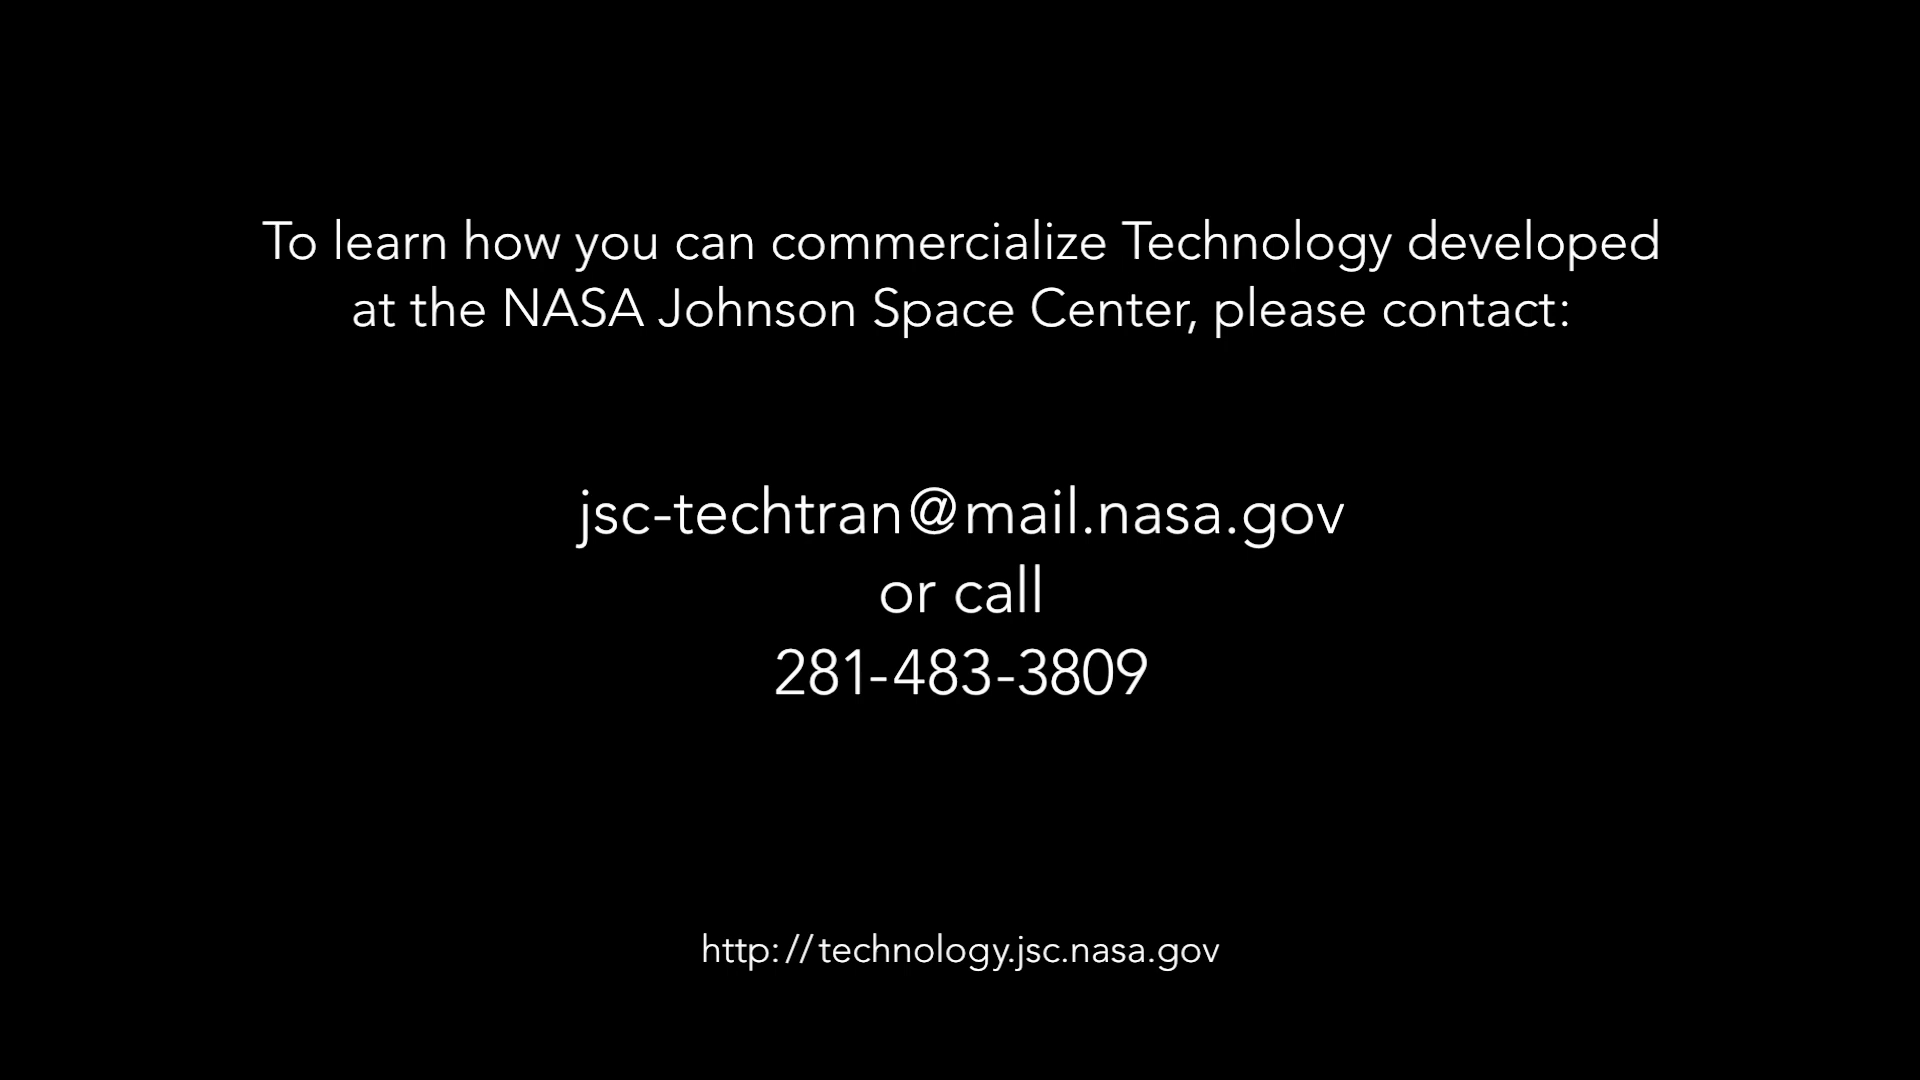 To learn how you can commercialize Technology developed
at the NASA Johnson Space Center, please contact:
jsc-techtran@mail.nasa.gov
or call
281-483-3809
http://technology.jsc.nasa.gov